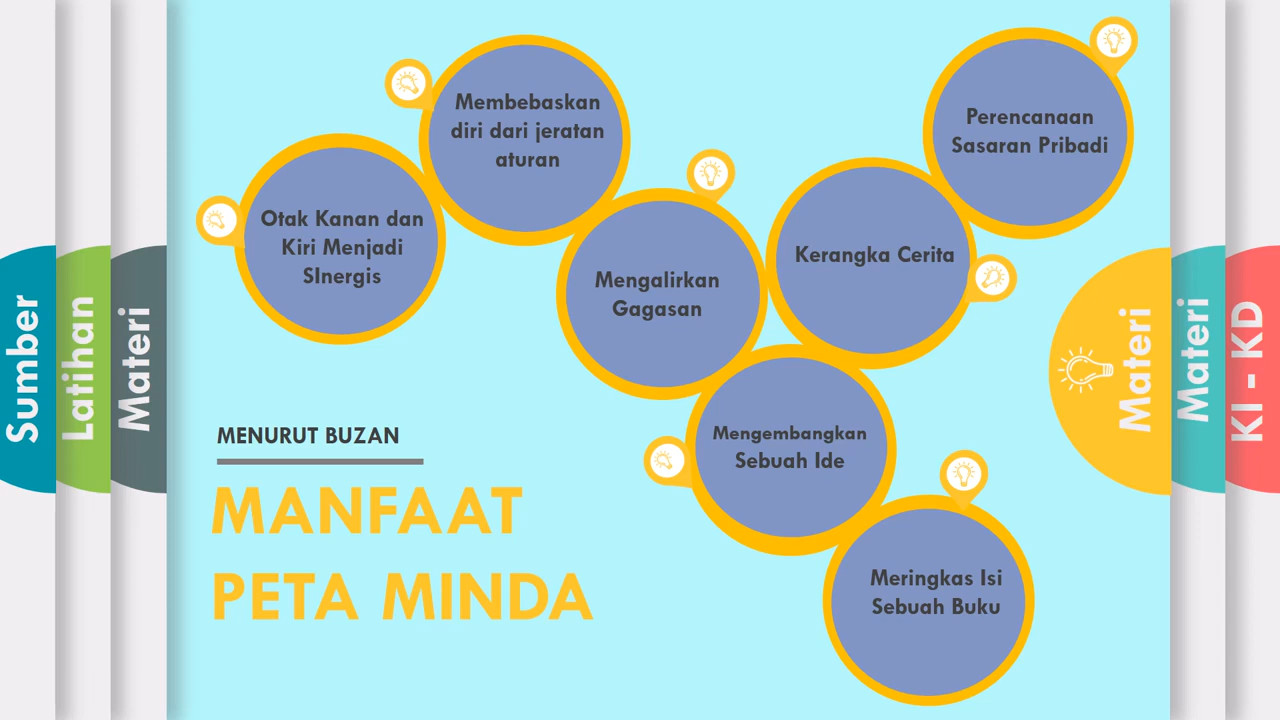 Sumber
Latihan
Materi
Otak Kanan dan
Kiri Menjadi
SInergis
Membebaskan
diri dari jeratan
aturan
Mengalirkan
Gagasan
Kerangka Cerita
Perencanaan
Sasaran Pribadi
Mengembangkan
Sebuah Ide
Meringkas Isi
Sebuah Buku
MENURUT BUZAN
MANFAAT
PETA MINDA
Materi
Materi
KI - KD